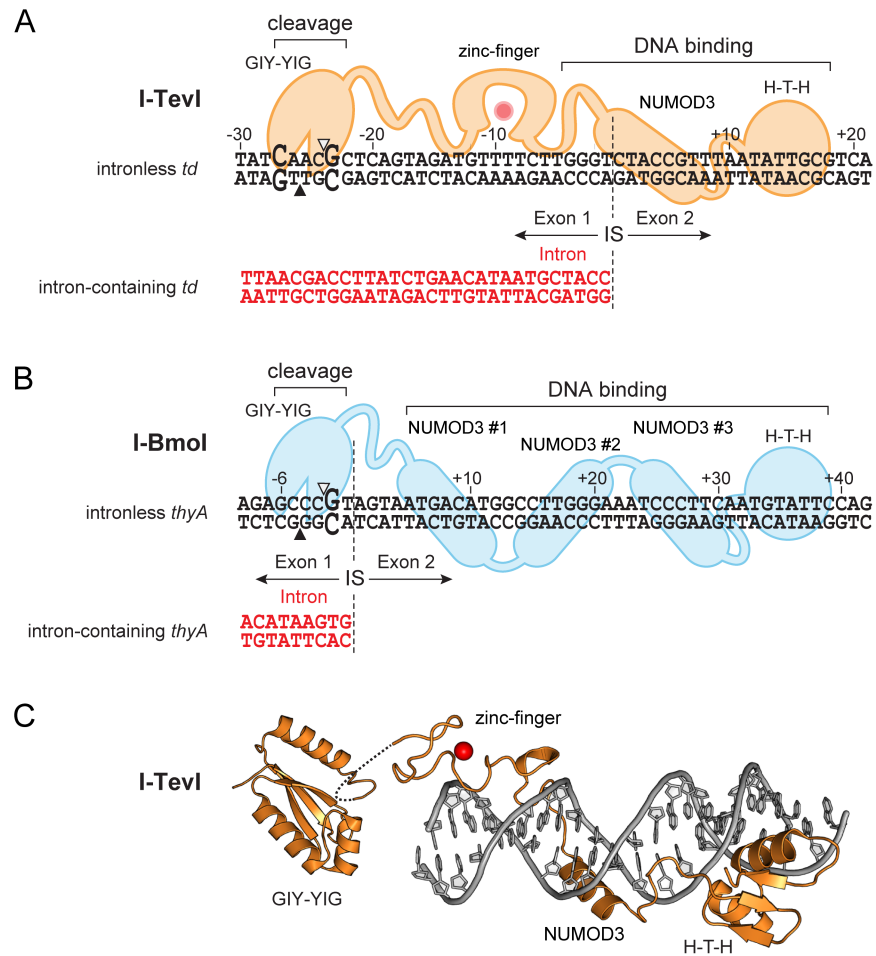 A
cleavage
GIY-YIG
zinc-finger
DNA binding
NUMOD3
H-T-H
I-TevI
-30 -20 -10 +10 +20
intronless td
TATCAACGCTCAGTAGATGTTTTCTTGGGTCTACCGTTTAATATTGCGTCA
ATAGTTGCGAGTCATCTACAAAAGAACCCAGATGGCAAATTATAACGCAGT
Exon 1 IS Exon 2
Intron
intron-containing td
TTAACGACCTTATCTGAACATAATGCTACC
AATTGCTGGAATAGACTTGTATTACGATGG
B
cleavage
GIY-YIG
DNA binding
NUMOD3 #1
NUMOD3 #2
NUMOD3 #3
H-T-H
I-BmoI
-6 +10 +20 +30 +40
intronless thyA
AGAGCCCGTAGTAATGACATGGCCTTGGGAAATCCCTTCAATGTATTCCAG
TCTCGGGCATCATTACTGTACCGGAACCCTTTAGGGAAGTTACATAAGGTC
Exon 1 IS Exon 2
Intron
intron-containing thyA
ACATAAGTG
TGTATTCAC
C
zinc-finger
I-TevI
GIY-YIG
NUMOD3
H-T-H